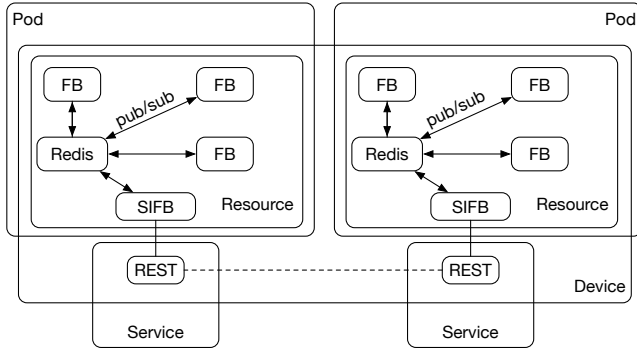 Pod
Pod
FB
FB
FB
FB
pub/sub
pub/sub
Redis
FB
Redis
FB
SIFB
Resource
SIFB
Resource
REST
REST
Device
Service
Service